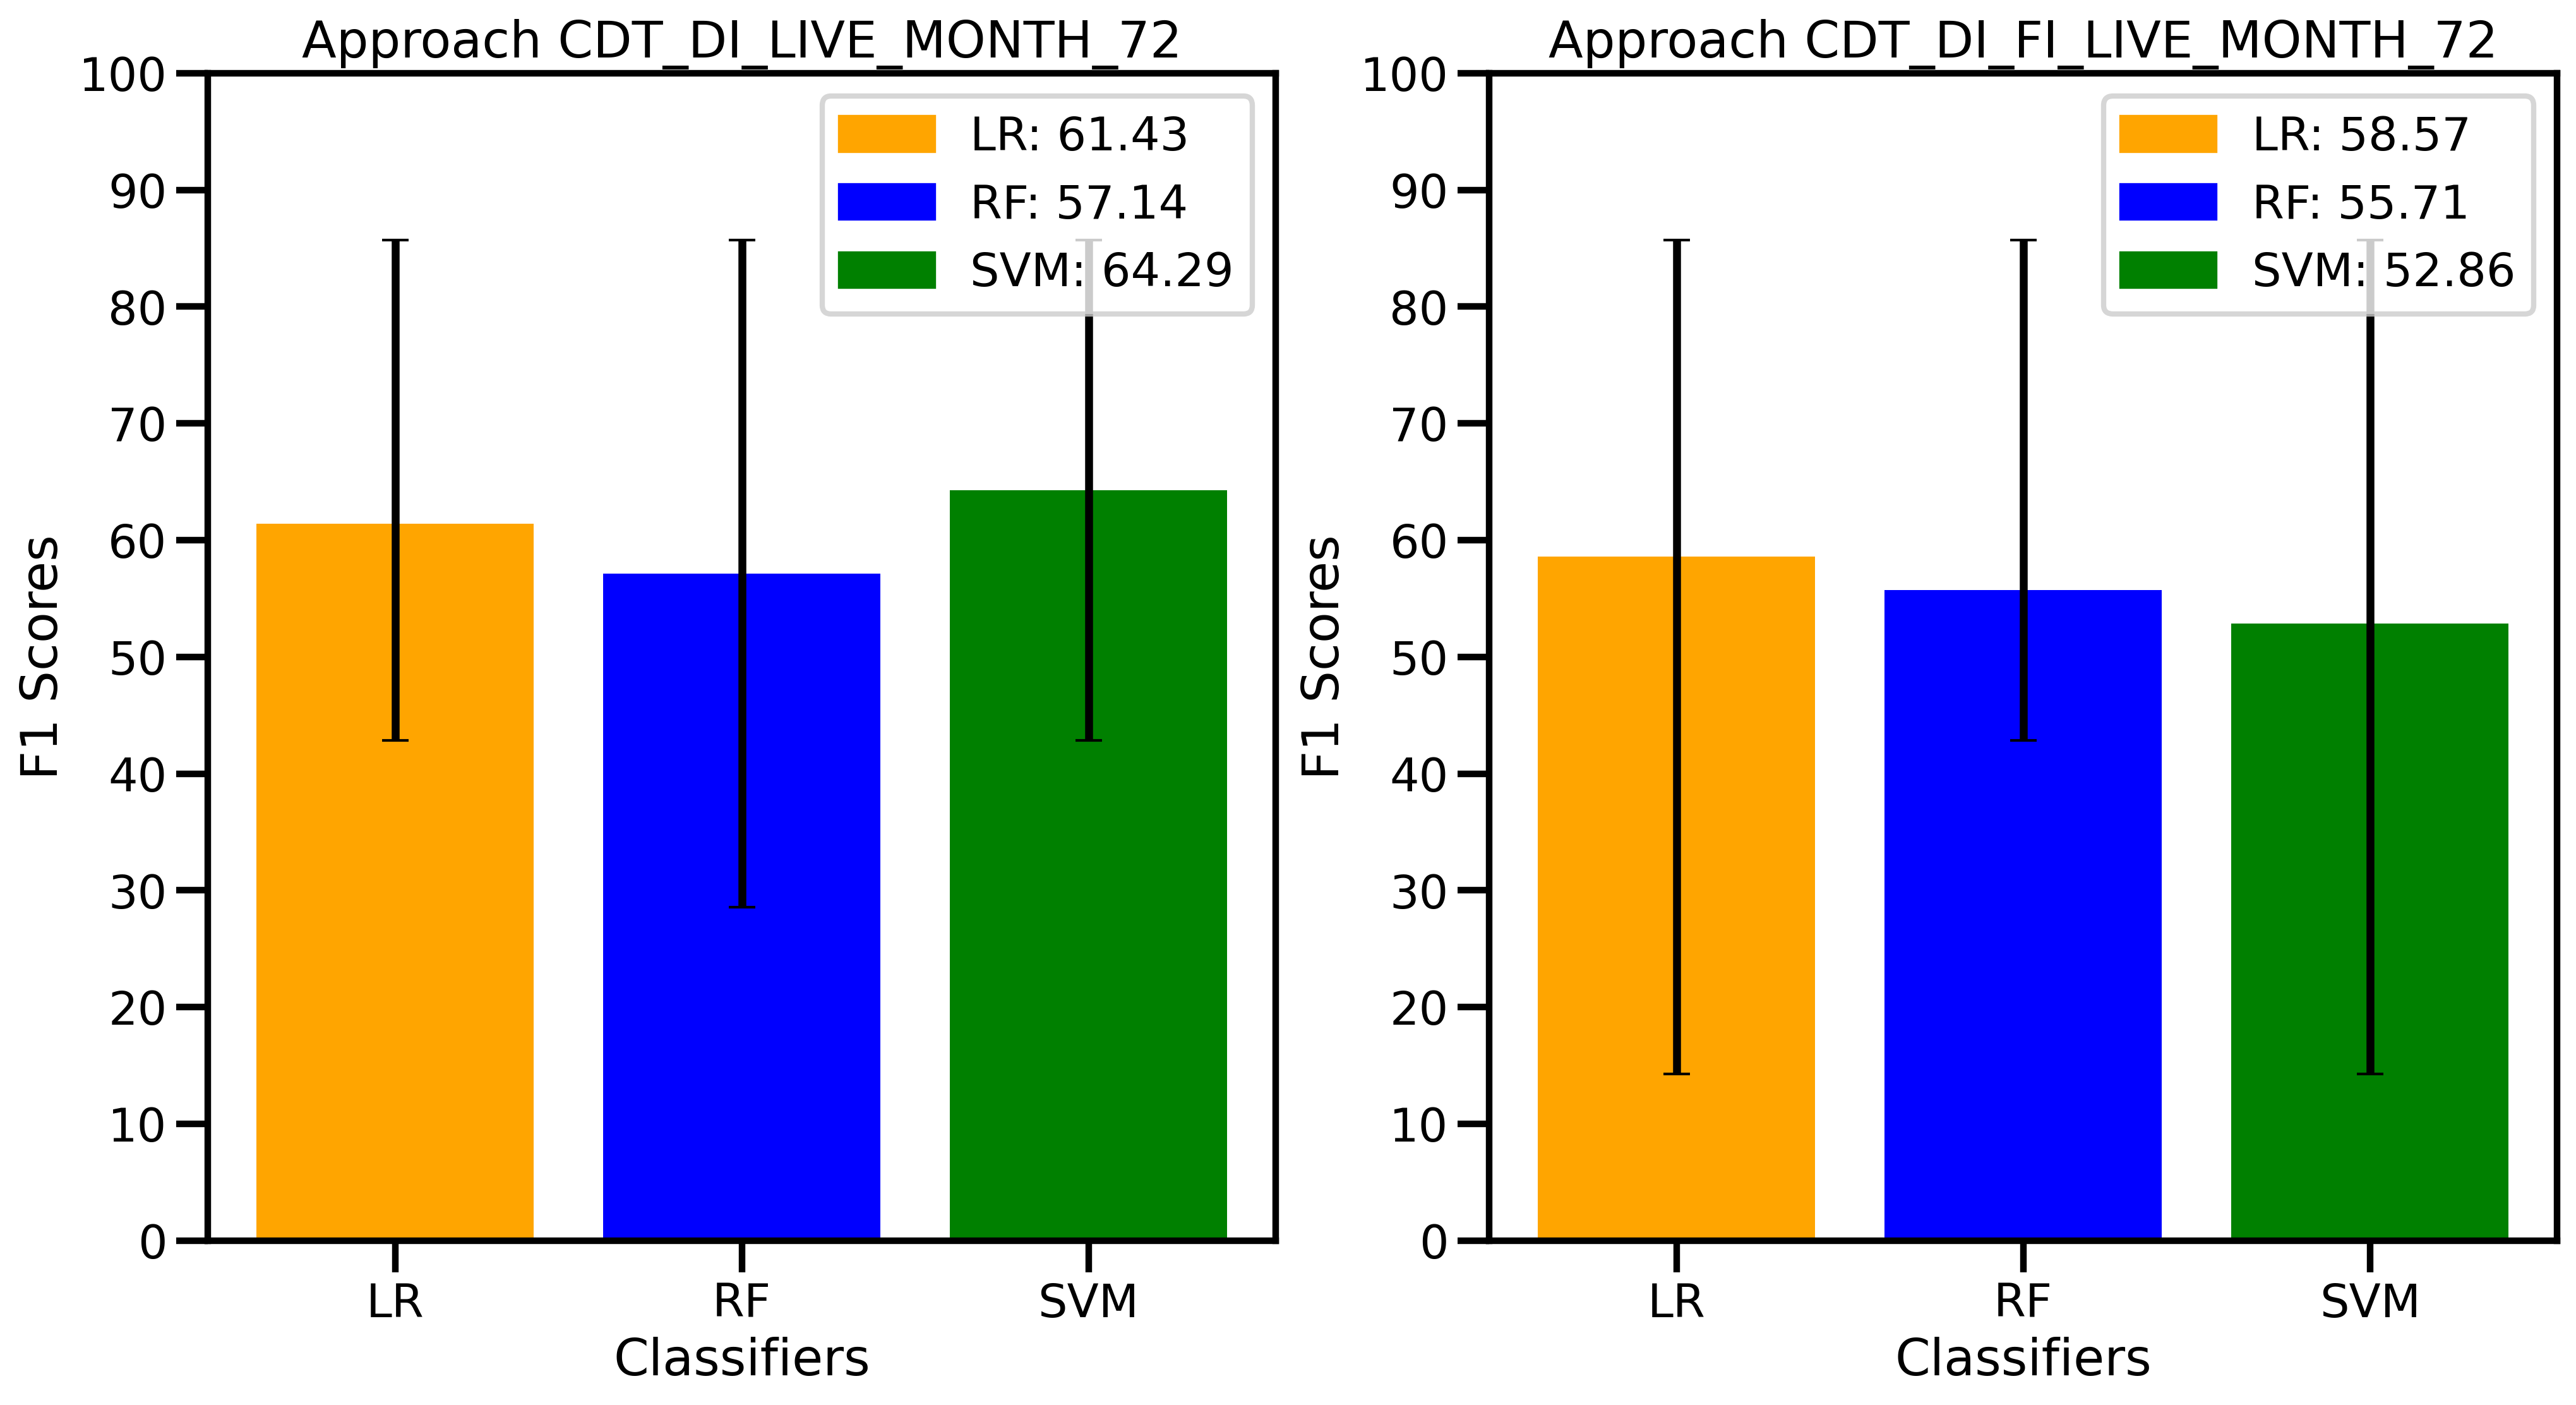 Approach CDT_DI_LIVE_MONTH_72
100
90
80
70
60
50
40
30
20
10
0
F1 Scores
LR: 61.43
RF: 57.14
SVM: 64.29
LR
RF
SVM
Classifiers
Approach CDT_DI_FI_LIVE_MONTH_72
100
90
80
70
60
50
40
30
20
10
0
F1 Scores
LR: 58.57
RF: 55.71
SVM: 52.86
LR
RF
SVM
Classifiers